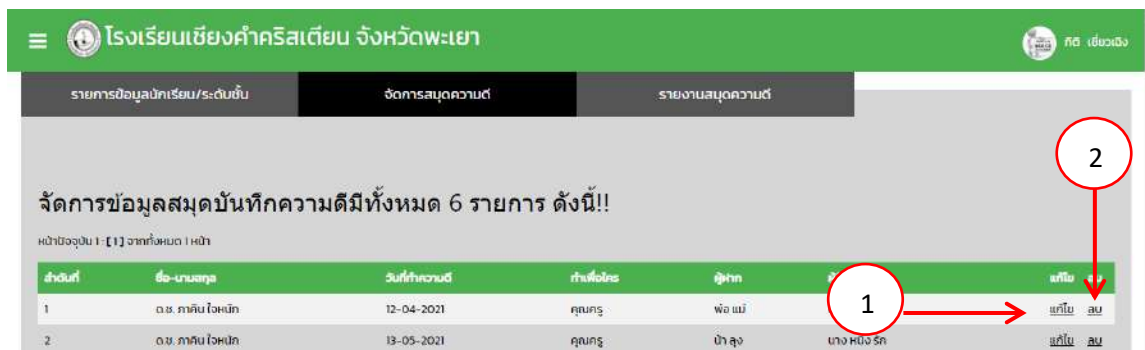 โรงเรียนเชียงคำคริสเตียน จังหวัดพะเยา
กิติ เชี่ยวเฉิง
รายการข้อมูลนักเรียน/ระดับชั้น จัดการสมุดความดี รายงานสมุดความดี
2
จัดการข้อมูลสมุดบันทึกความดีมีทั้งหมด 6 รายการ ดังนี้!!
หน้าปัจจุบัน 1 : [ 1 ] จากทั้งหมด 1 หน้า
ลำดับที่ ชื่อ-นามสกุล วันที่ทำความดี ทำเพื่อใคร ผู้ฝาก แก้ไข ลบ
1
1 ด.ช. ภาคิน ใจหนัก 12-04-2021 คุณครู พ่อ แม่ แก้ไข ลบ
2 ด.ช. ภาคิน ใจหนัก 13-05-2021 คุณครู ป้า ลุง นาง หนึ่ง รัก แก้ไข ลบ